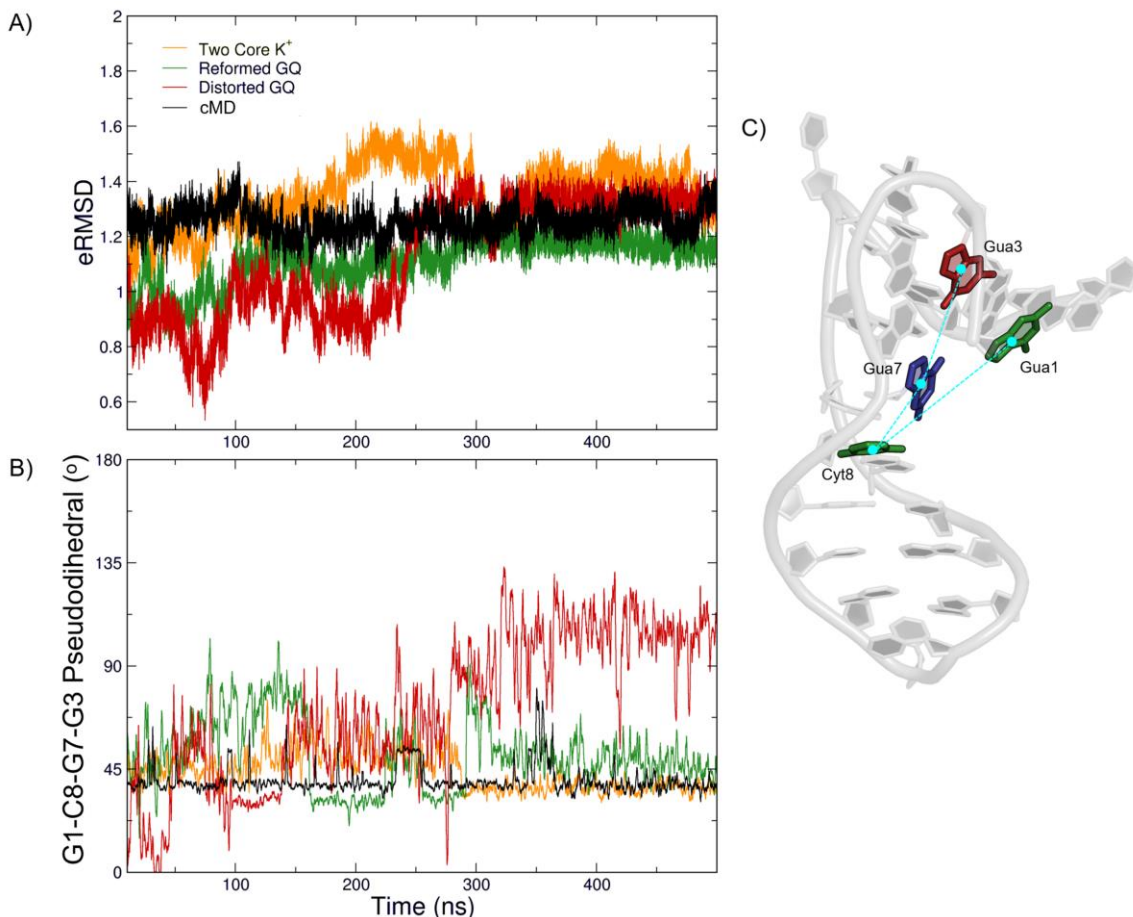 A)
2
1.8
1.6
1.4
1.2
1
0.8
0.6
eRMSD
Two Core K+
Reformed GQ
Distorted GQ
cMD
100
200
300
400
B)
180
135
90
45
0
G1-C8-G7-G3 Pseudodihedral (o)
100
200
300
400
Time (ns)
C)
Gua3
Gua7
Gua1
Cyt8